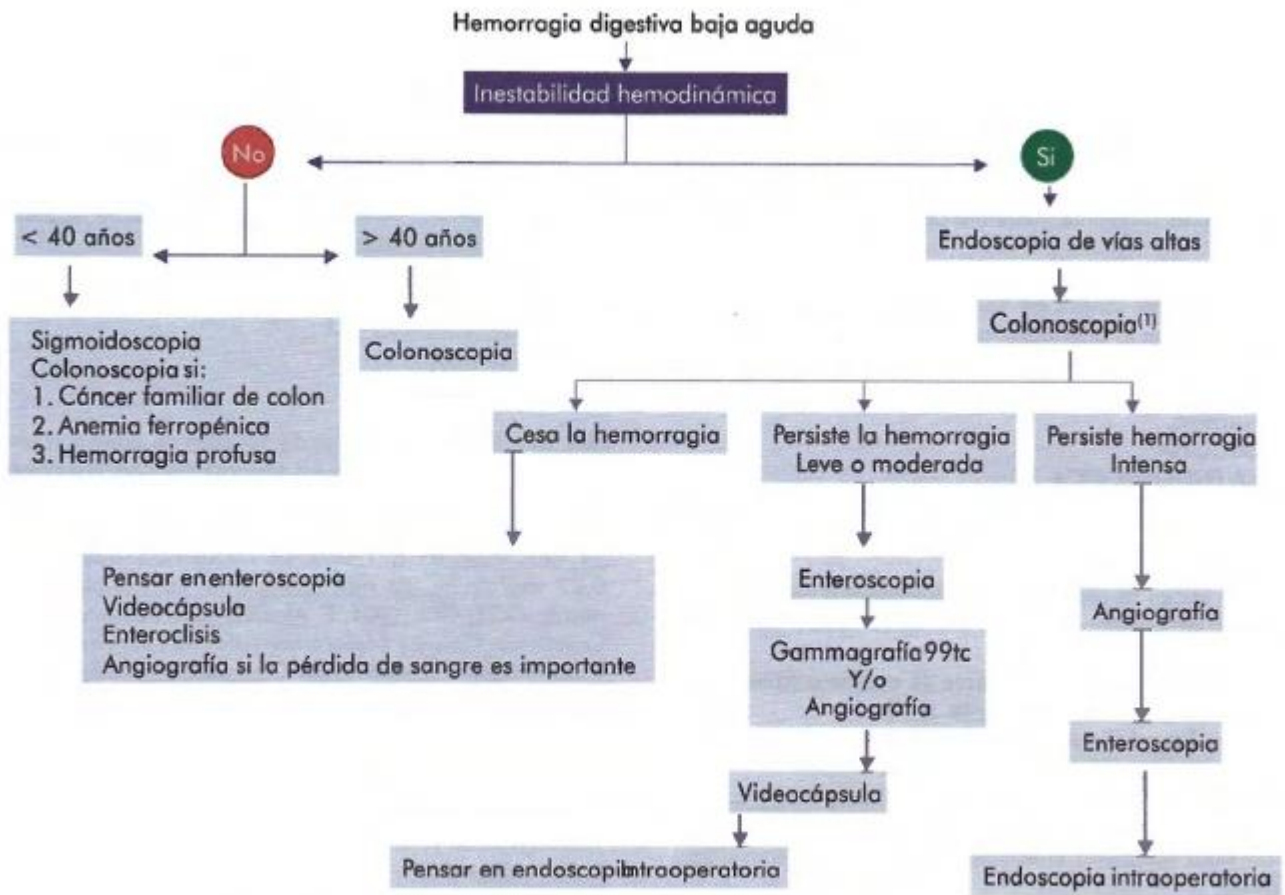 Hemorragia digestiva baja aguda
Inestabilidad hemodinámica
No
Si
< 40 años
> 40 años
Endoscopia de vías altas
Sigmoidoscopia
Colonoscopia si:
1. Cáncer familiar de colon
2. Anemia ferropénica
3. Hemorragia profusa
Colonoscopia
Colonoscopia(1)
Cesa la hemorragia
Persiste la hemorragia
Leve o moderada
Persiste hemorragia
Intensa
Pensar en enteroscopia
Videocápsula
Enteroclisis
Angiografía si la pérdida de sangre es importante
Enteroscopia
Gammagrafía 99tc
Y/o
Angiografía
Videocápsula
Pensar en endoscopia intraoperatoria
Angiografía
Enteroscopia
Endoscopia intraoperatoria